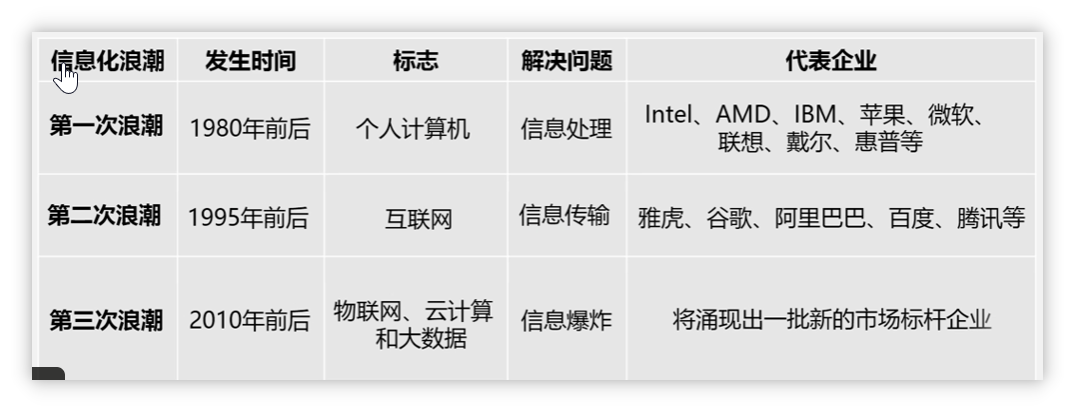 信息化浪潮 发生时间 标志 解决问题 代表企业
第一次浪潮 1980年前后 个人计算机 信息处理 Intel、AMD、IBM、苹果、微软、
联想、戴尔、惠普等
第二次浪潮 1995年前后 互联网 信息传输 雅虎、谷歌、阿里巴巴、百度、腾讯等
第三次浪潮 2010年前后 物联网、云计算
和大数据 信息爆炸 将涌现出一批新的市场标杆企业